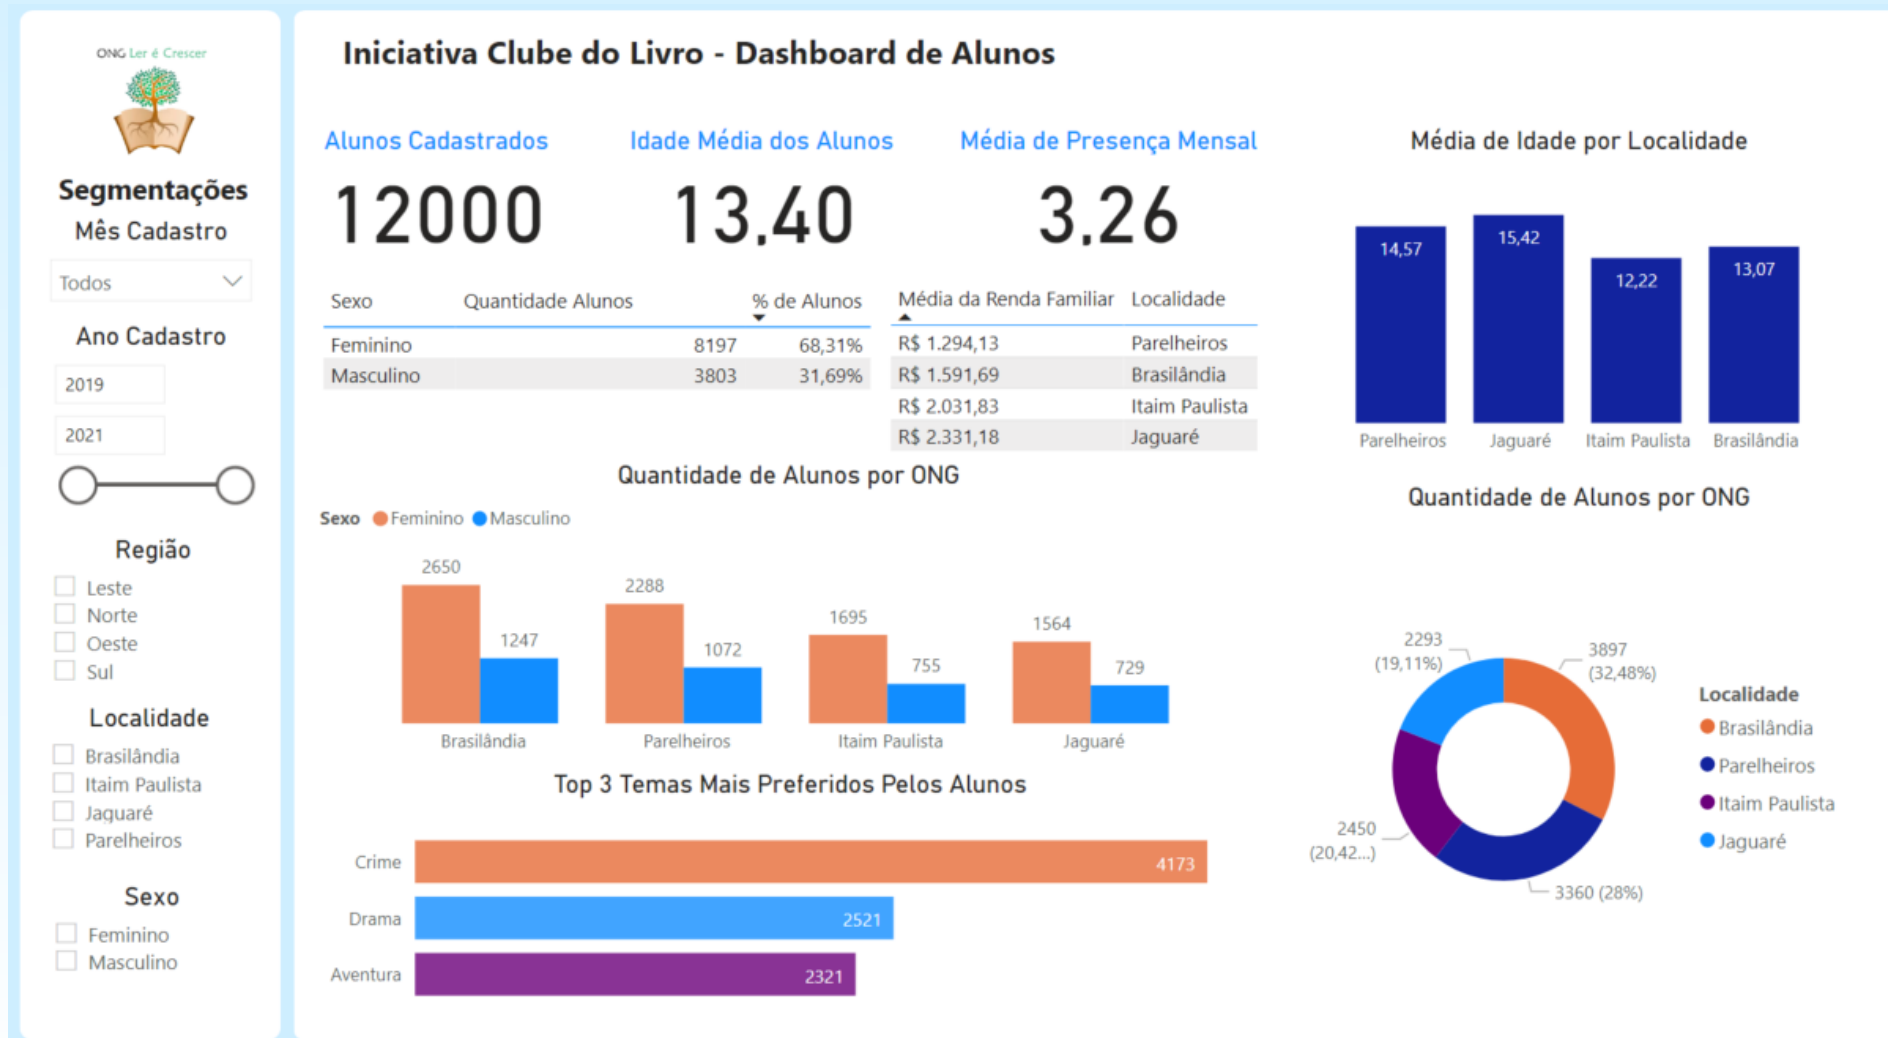 ONG Ler é Crescer
Segmentações
Mês Cadastro
Todos
Ano Cadastro
2019
2021
Região
Leste
Norte
Oeste
Sul
Localidade
Brasilândia
Itaim Paulista
Jaguaré
Parelheiros
Sexo
Feminino
Masculino
Iniciativa Clube do Livro - Dashboard de Alunos
Alunos Cadastrados
12000
Idade Média dos Alunos
13,40
Média de Presença Mensal
3,26
Sexo Quantidade Alunos % de Alunos
Feminino 8197 68,31%
Masculino 3803 31,69%
Média da Renda Familiar Localidade
R$ 1.294,13 Parelheiros
R$ 1.591,69 Brasilândia
R$ 2.031,83 Itaim Paulista
R$ 2.331,18 Jaguaré
Média de Idade por Localidade
14,57 15,42 12,22 13,07
Parelheiros Jaguaré Itaim Paulista Brasilândia
Quantidade de Alunos por ONG
Sexo Feminino Masculino
2650 1247 2288 1072 1695 755 1564 729
Brasilândia Parelheiros Itaim Paulista Jaguaré
Quantidade de Alunos por ONG
2293
(19,11%)
3897
(32,48%)
2450
(20,42...)
3360 (28%)
Localidade
Brasilândia
Parelheiros
Itaim Paulista
Jaguaré
Top 3 Temas Mais Preferidos Pelos Alunos
Crime 4173
Drama 2521
Aventura 2321